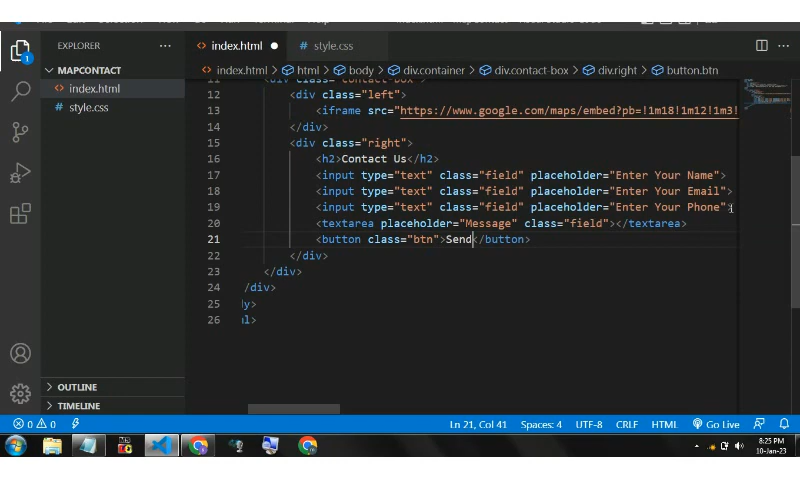 EXPLORER
index.html
style.css
MAPCONTACT
index.html
style.css
index.html > html > body > div.container > div.contact-box > div.right > button.btn
12 <div class="left">
13 <iframe src="https://www.google.com/maps/embed?pb=!1m18!1m12!1m3!
14 </div>
15 <div class="right">
16 <h2>Contact Us</h2>
17 <input type="text" class="field" placeholder="Enter Your Name">
18 <input type="text" class="field" placeholder="Enter Your Email">
19 <input type="text" class="field" placeholder="Enter Your Phone">
20 <textarea placeholder="Message" class="field"></textarea>
21 <button class="btn">Send</button>
22 </div>
23 </div>
24 /div>
25 dy>
26 ml>
OUTLINE
TIMELINE
0 0
Ln 21, Col 41 Spaces: 4 UTF-8 CRLF HTML Go Live
8:25 PM
10-Jan-23